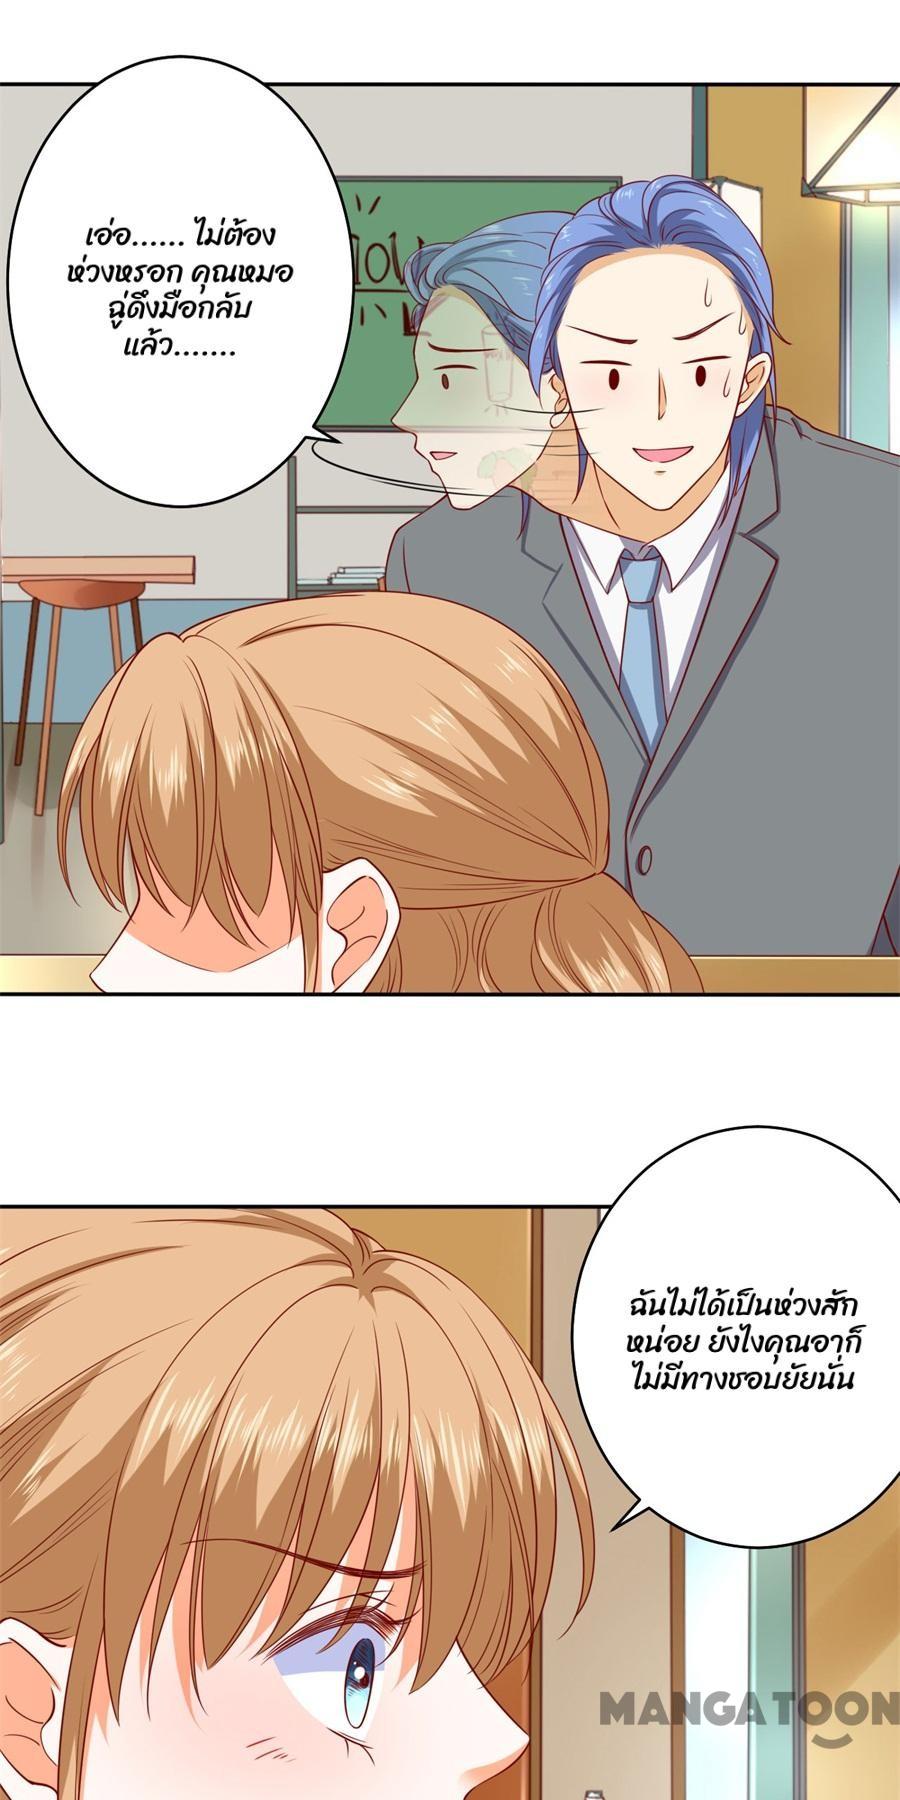 เอ่อ...... ไม่ต้อง
ห่วงหรอก คุณหมอ
ฉู่ดึงมือกลับ
แล้ว.......
ฉันไม่ได้เป็นห่วงสัก
หน่อย ยังไงคุณอาก็
ไม่มีทางชอบยัยนั่น
MANGATOON